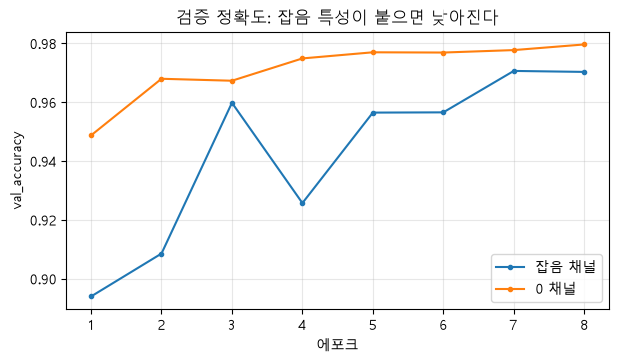 검증 정확도: 잡음 특성이 붙으면 낮아진다
val_accuracy
0.98
0.96
0.94
0.92
0.90
잡음 채널
0 채널
1 2 3 4 5 6 7 8
에포크